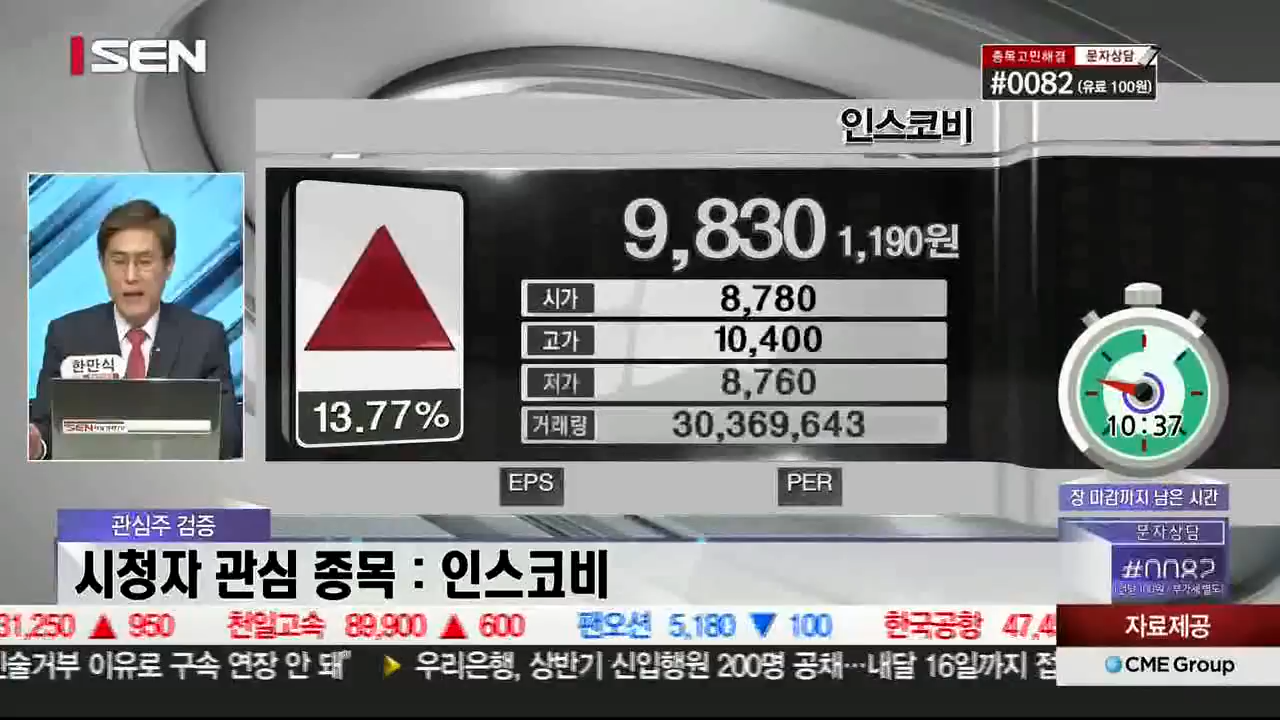 SEN
종목고민해결 문자상담
#0082 (유료 100원)
인스코비
9,830 1,190원
시가 8,780
고가 10,400
저가 8,760
거래량 30,369,643
13.77%
한만식
SEN
10:37
EPS PER
장 마감까지 남은 시간
관심주 검증
문자상담
#0082
시청자 관심 종목 : 인스코비
31,250 ▲ 950 천일고속 89,900 ▲ 600 팬오션 5,180 ▼ 100 한국공항 47,4
자료제공
술거부 이유로 구속 연장 안 돼" ▶ 우리은행, 상반기 신입행원 200명 공채…내달 16일까지 접
CME Group